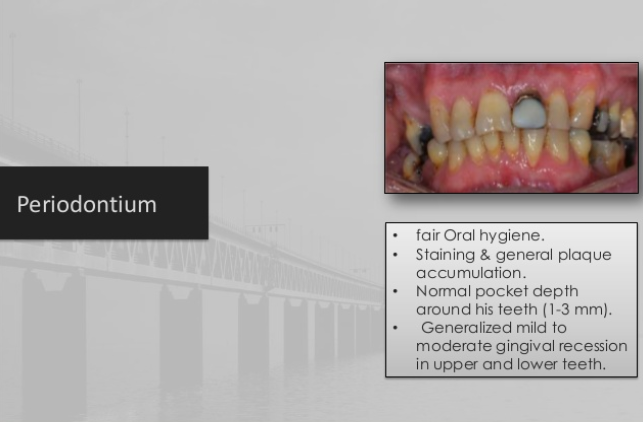 Periodontium
• fair Oral hygiene.
• Staining & general plaque
accumulation.
• Normal pocket depth
around his teeth (1-3 mm).
• Generalized mild to
moderate gingival recession
in upper and lower teeth.